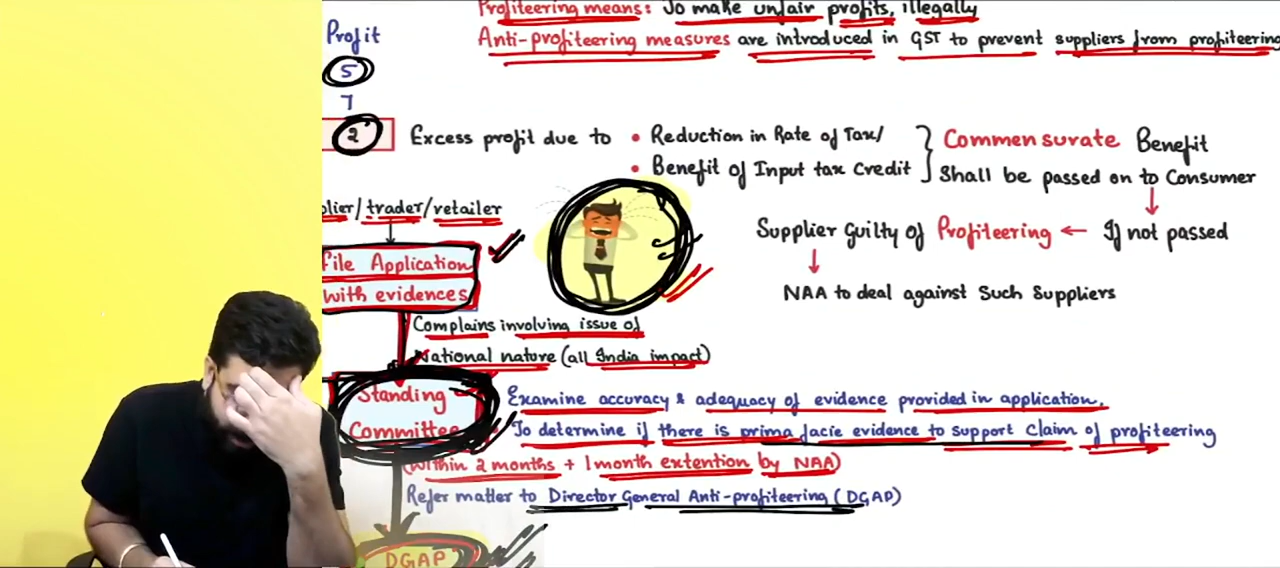 Profiteering means: To make unfair profits, illegally
Profit
Anti-profiteering measures are introduced in GST to prevent suppliers from profiteering
5
7
2 Excess profit due to • Reduction in Rate of Tax/
• Benefit of Input tax Credit
Commensurate Benefit
Shall be passed on to Consumer
plier/trader/retailer
Supplier Guilty of Profiteering ← If not passed
File Application
with evidences
NAA to deal against Such Suppliers
Complains involving issue of
National nature (all India impact)
Standing
Committee
Examine accuracy & adequacy of evidence provided in application.
To determine if there is prima facie evidence to support claim of profiteering
(within 2 months + 1 month extention by NAA)
Refer matter to Director General Anti-profiteering (DGAP)
DGAP